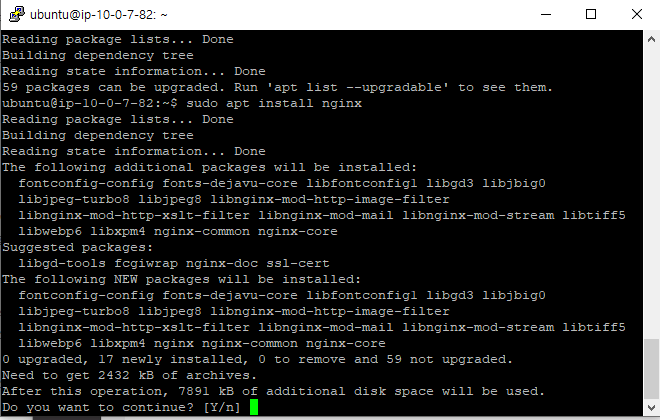 ubuntu@ip-10-0-7-82: ~
Reading package lists... Done
Building dependency tree
Reading state information... Done
59 packages can be upgraded. Run 'apt list --upgradable' to see them.
ubuntu@ip-10-0-7-82:~$ sudo apt install nginx
Reading package lists... Done
Building dependency tree
Reading state information... Done
The following additional packages will be installed:
  fontconfig-config fonts-dejavu-core libfontconfig1 libgd3 libjbig0
  libjpeg-turbo8 libjpeg8 libnginx-mod-http-image-filter
  libnginx-mod-http-xslt-filter libnginx-mod-mail libnginx-mod-stream libtiff5
  libwebp6 libxpm4 nginx-common nginx-core
Suggested packages:
  libgd-tools fcgiwrap nginx-doc ssl-cert
The following NEW packages will be installed:
  fontconfig-config fonts-dejavu-core libfontconfig1 libgd3 libjbig0
  libjpeg-turbo8 libjpeg8 libnginx-mod-http-image-filter
  libnginx-mod-http-xslt-filter libnginx-mod-mail libnginx-mod-stream libtiff5
  libwebp6 libxpm4 nginx nginx-common nginx-core
0 upgraded, 17 newly installed, 0 to remove and 59 not upgraded.
Need to get 2432 kB of archives.
After this operation, 7891 kB of additional disk space will be used.
Do you want to continue? [Y/n]